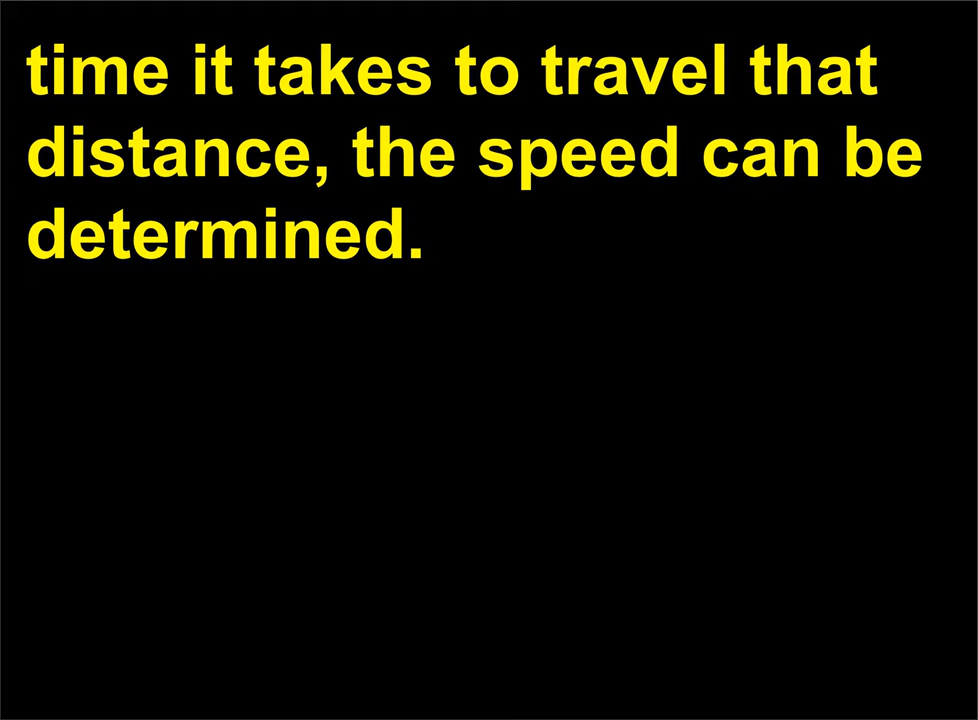 time it takes to travel that
distance, the speed can be
determined.